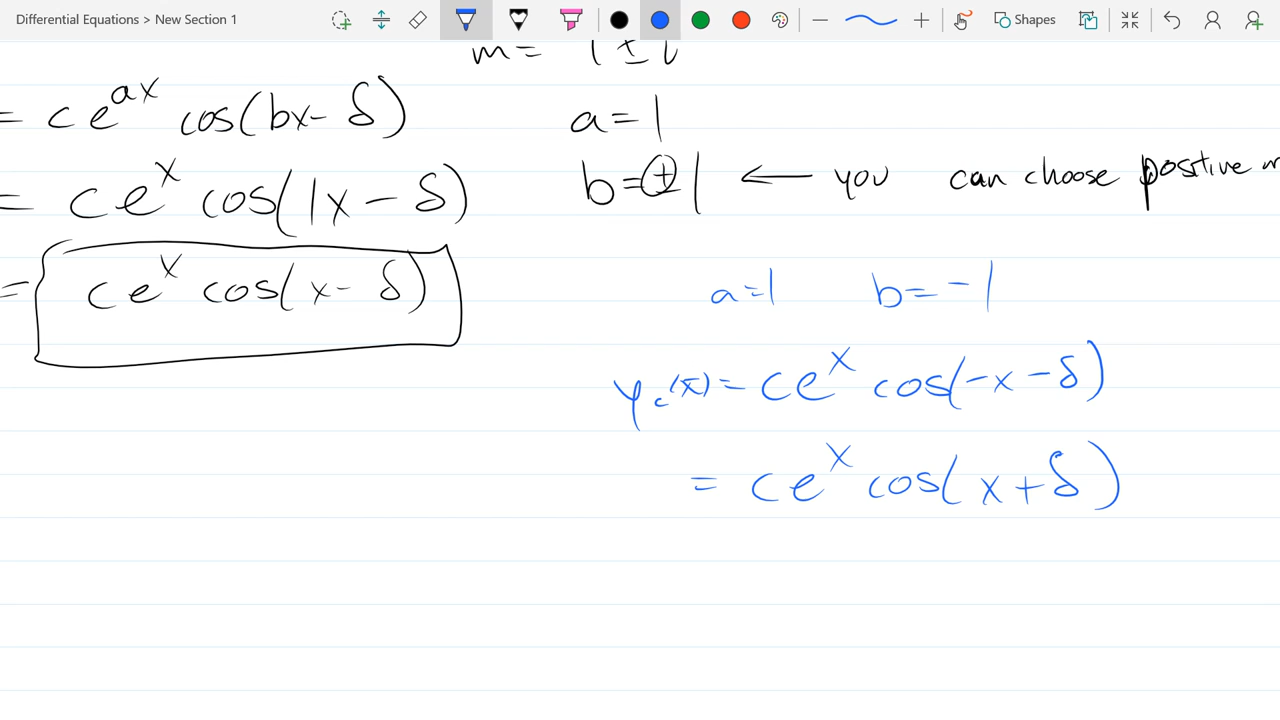 Differential Equations > New Section 1
Shapes
m = 1 ± i
= ce^{ax} cos(bx - δ)
a = 1
= ce^{x} cos(1x - δ)
b = ± 1 ← you can choose positive
= ce^{x} cos(x - δ)
a = 1 b = -1
y_c(x) = ce^{x} cos(-x - δ)
= ce^{x} cos(x + δ)